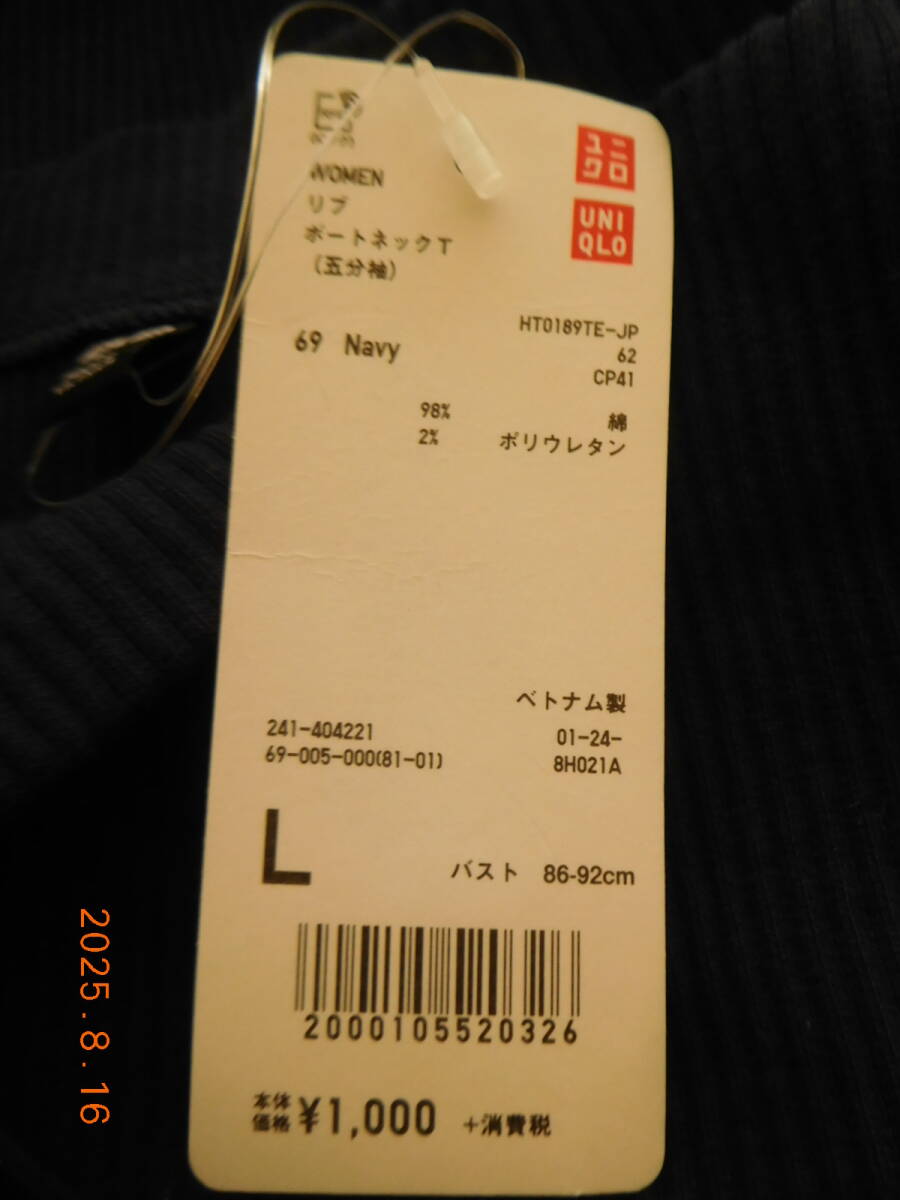 WOMEN
リブ
ボートネックT
(五分袖)
ユニ
クロ
UNI
QLO
69 Navy
HT0189TE-JP
62
CP41
98% 綿
2% ポリウレタン
ベトナム製
241-404221
01-24-
69-005-000(81-01)
8H021A
L
バスト 86-92cm
2000105520326
本体
価格 ¥1,000 +消費税
2025.8.16